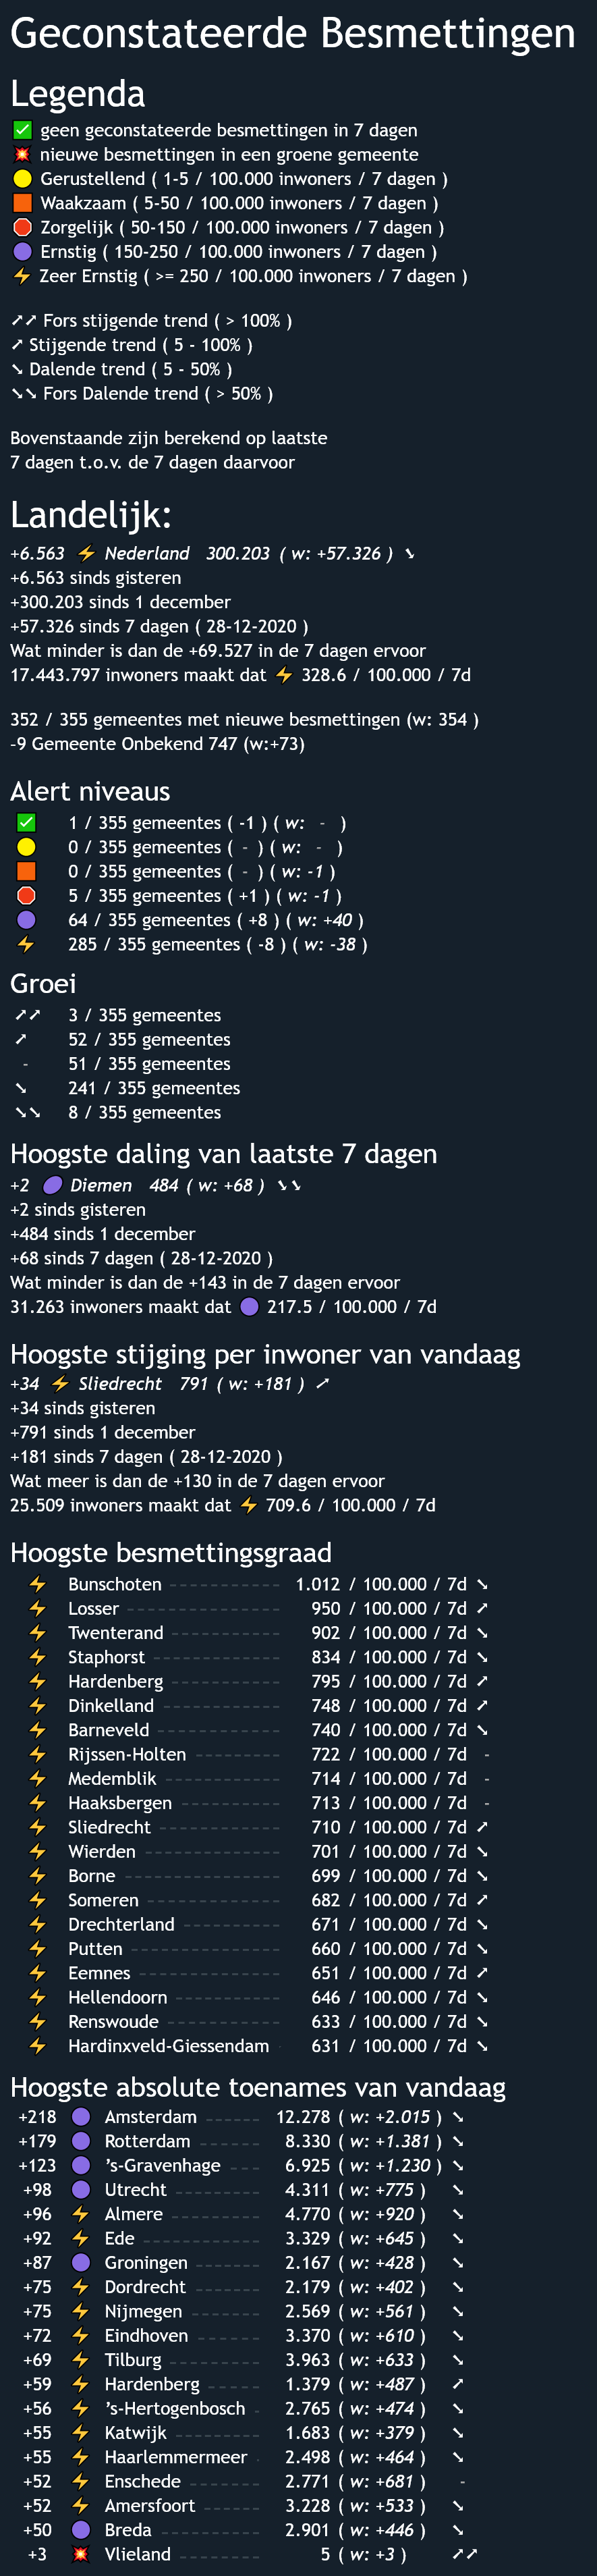 Geconstateerde Besmettingen
Legenda
✅ geen geconstateerde besmettingen in 7 dagen
💥 nieuwe besmettingen in een groene gemeente
🟡 Gerustellend ( 1-5 / 100.000 inwoners / 7 dagen )
🟧 Waakzaam ( 5-50 / 100.000 inwoners / 7 dagen )
🛑 Zorgelijk ( 50-150 / 100.000 inwoners / 7 dagen )
🟣 Ernstig ( 150-250 / 100.000 inwoners / 7 dagen )
⚡ Zeer Ernstig ( >= 250 / 100.000 inwoners / 7 dagen )
➚➚ Fors stijgende trend ( > 100% )
➚ Stijgende trend ( 5 - 100% )
➘ Dalende trend ( 5 - 50% )
➘➘ Fors Dalende trend ( > 50% )
Bovenstaande zijn berekend op laatste
7 dagen t.o.v. de 7 dagen daarvoor
Landelijk:
+6.563 ⚡ Nederland 300.203 ( w: +57.326 ) ➘
+6.563 sinds gisteren
+300.203 sinds 1 december
+57.326 sinds 7 dagen ( 28-12-2020 )
Wat minder is dan de +69.527 in de 7 dagen ervoor
17.443.797 inwoners maakt dat ⚡ 328.6 / 100.000 / 7d
352 / 355 gemeentes met nieuwe besmettingen (w: 354 )
-9 Gemeente Onbekend 747 (w:+73)
Alert niveaus
✅ 1 / 355 gemeentes ( -1 ) ( w: - )
🟡 0 / 355 gemeentes ( - ) ( w: - )
🟧 0 / 355 gemeentes ( - ) ( w: -1 )
🛑 5 / 355 gemeentes ( +1 ) ( w: -1 )
🟣 64 / 355 gemeentes ( +8 ) ( w: +40 )
⚡ 285 / 355 gemeentes ( -8 ) ( w: -38 )
Groei
➚➚ 3 / 355 gemeentes
➚ 52 / 355 gemeentes
- 51 / 355 gemeentes
➘ 241 / 355 gemeentes
➘➘ 8 / 355 gemeentes
Hoogste daling van laatste 7 dagen
+2 🟣 Diemen 484 ( w: +68 ) ➘➘
+2 sinds gisteren
+484 sinds 1 december
+68 sinds 7 dagen ( 28-12-2020 )
Wat minder is dan de +143 in de 7 dagen ervoor
31.263 inwoners maakt dat 🟣 217.5 / 100.000 / 7d
Hoogste stijging per inwoner van vandaag
+34 ⚡ Sliedrecht 791 ( w: +181 ) ➚
+34 sinds gisteren
+791 sinds 1 december
+181 sinds 7 dagen ( 28-12-2020 )
Wat meer is dan de +130 in de 7 dagen ervoor
25.509 inwoners maakt dat ⚡ 709.6 / 100.000 / 7d
Hoogste besmettingsgraad
⚡ Bunschoten 1.012 / 100.000 / 7d ➘
⚡ Losser 950 / 100.000 / 7d ➚
⚡ Twenterand 902 / 100.000 / 7d ➘
⚡ Staphorst 834 / 100.000 / 7d ➘
⚡ Hardenberg 795 / 100.000 / 7d ➚
⚡ Dinkelland 748 / 100.000 / 7d ➚
⚡ Barneveld 740 / 100.000 / 7d ➘
⚡ Rijssen-Holten 722 / 100.000 / 7d -
⚡ Medemblik 714 / 100.000 / 7d -
⚡ Haaksbergen 713 / 100.000 / 7d -
⚡ Sliedrecht 710 / 100.000 / 7d ➚
⚡ Wierden 701 / 100.000 / 7d ➘
⚡ Borne 699 / 100.000 / 7d ➘
⚡ Someren 682 / 100.000 / 7d ➚
⚡ Drechterland 671 / 100.000 / 7d ➘
⚡ Putten 660 / 100.000 / 7d ➘
⚡ Eemnes 651 / 100.000 / 7d ➚
⚡ Hellendoorn 646 / 100.000 / 7d ➘
⚡ Renswoude 633 / 100.000 / 7d ➘
⚡ Hardinxveld-Giessendam 631 / 100.000 / 7d ➘
Hoogste absolute toenames van vandaag
+218 🟣 Amsterdam 12.278 ( w: +2.015 ) ➘
+179 🟣 Rotterdam 8.330 ( w: +1.381 ) ➘
+123 🟣 's-Gravenhage 6.925 ( w: +1.230 ) ➘
+98 🟣 Utrecht 4.311 ( w: +775 ) ➘
+96 ⚡ Almere 4.770 ( w: +920 ) ➘
+92 ⚡ Ede 3.329 ( w: +645 ) ➘
+87 🟣 Groningen 2.167 ( w: +428 ) ➘
+75 ⚡ Dordrecht 2.179 ( w: +402 ) ➘
+75 ⚡ Nijmegen 2.569 ( w: +561 ) ➘
+72 ⚡ Eindhoven 3.370 ( w: +610 ) ➘
+69 ⚡ Tilburg 3.963 ( w: +633 ) ➘
+59 ⚡ Hardenberg 1.379 ( w: +487 ) ➚
+56 ⚡ 's-Hertogenbosch 2.765 ( w: +474 ) ➘
+55 ⚡ Katwijk 1.683 ( w: +379 ) ➘
+55 ⚡ Haarlemmermeer 2.498 ( w: +464 ) ➘
+52 ⚡ Enschede 2.771 ( w: +681 ) -
+52 ⚡ Amersfoort 3.228 ( w: +533 ) ➘
+50 🟣 Breda 2.901 ( w: +446 ) ➘
+3 💥 Vlieland 5 ( w: +3 ) ➚➚